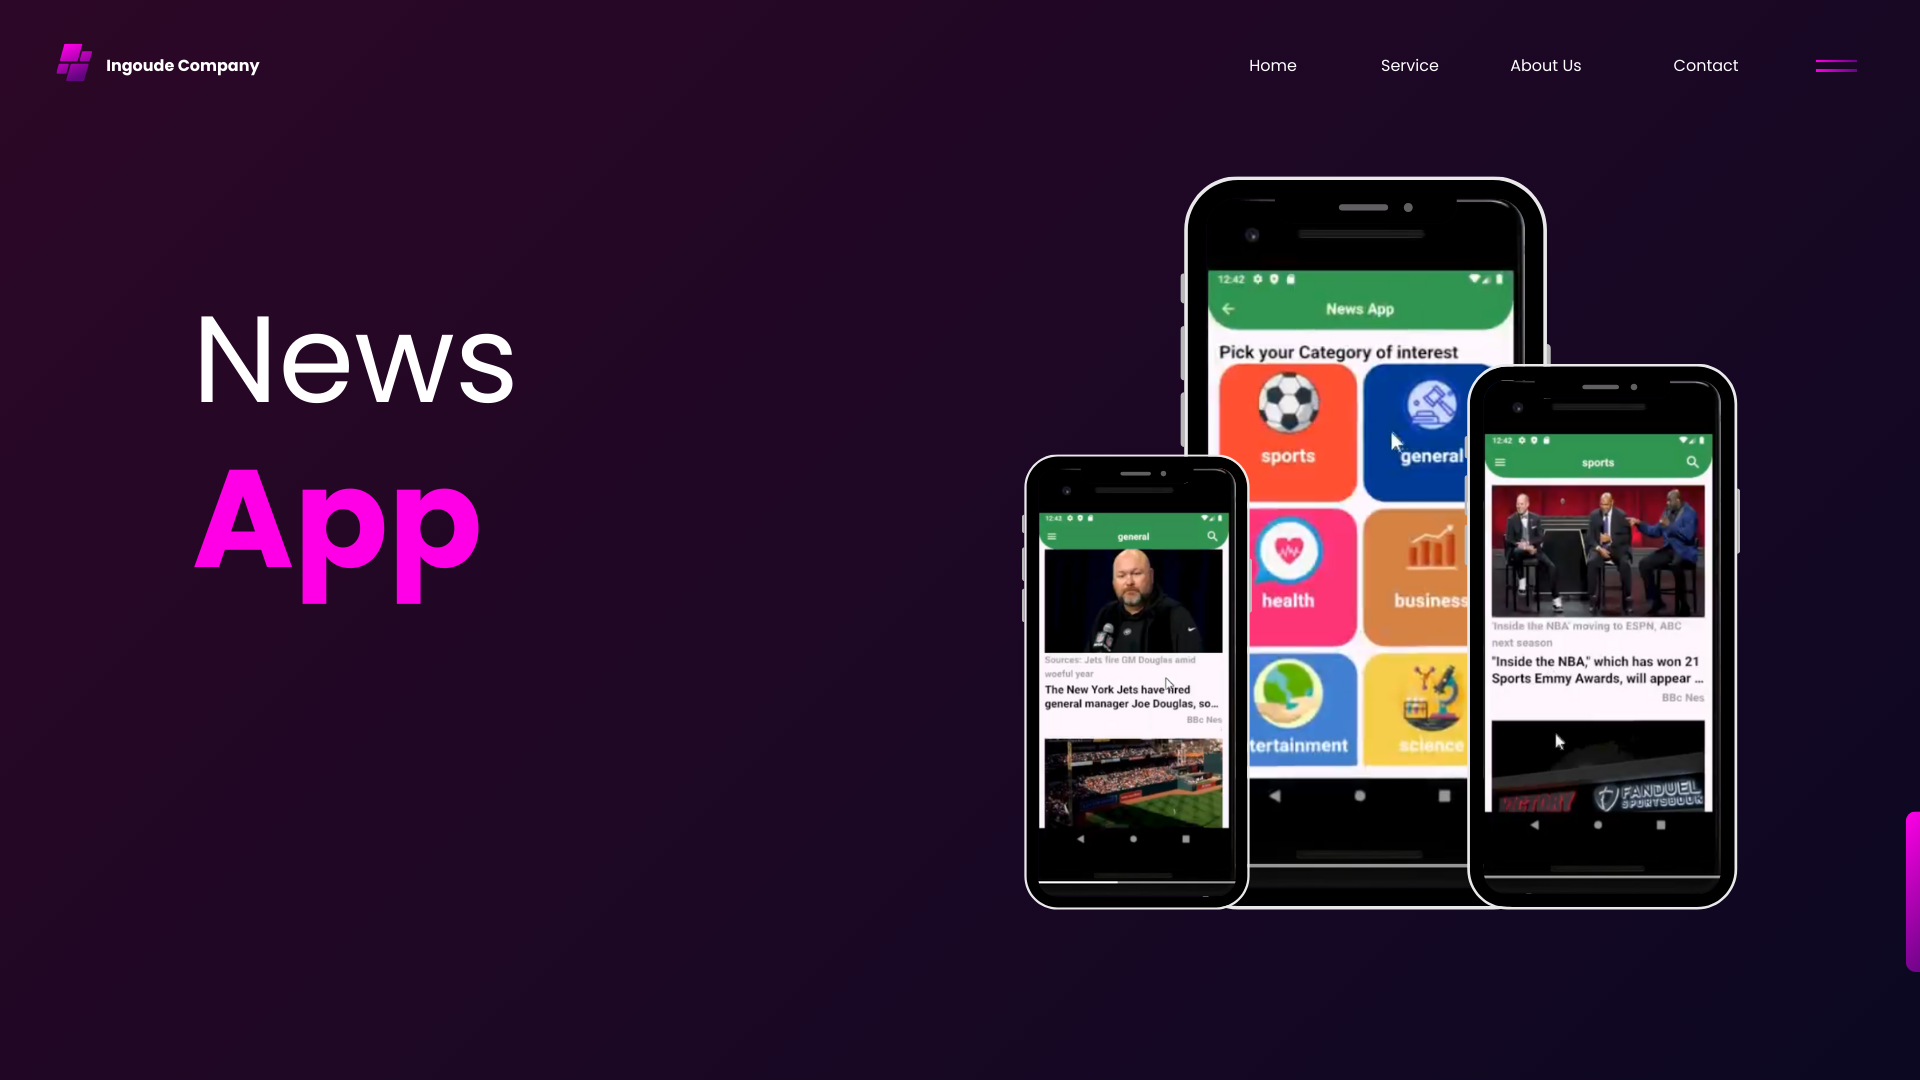 Ingoude Company
Home
Service
About Us
Contact
News
App
12:42
News App
Pick your Category of interest
sports
general
health
business
tertainment
science
12:43
general
Sources: Jets fire GM Douglas amid
woeful year
The New York Jets have fired
general manager Joe Douglas, so...
BBc Nes
12:42
sports
'Inside the NBA' moving to ESPN, ABC
next season
"Inside the NBA," which has won 21
Sports Emmy Awards, will appear ...
BBc Nes
VICTORY
FANDUEL
SPORTSBOOK